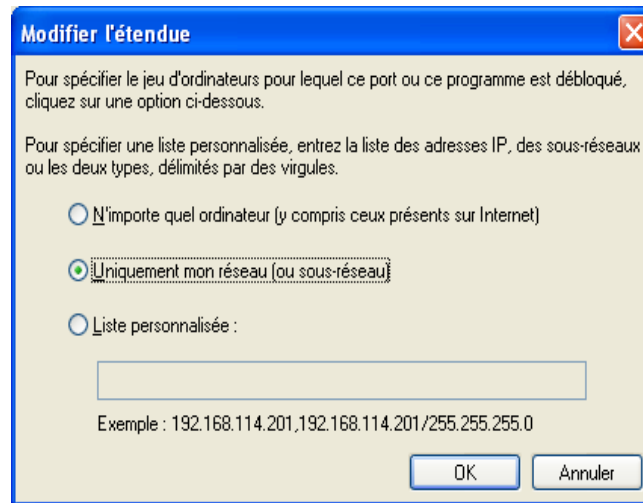 Modifier l'étendue
Pour spécifier le jeu d'ordinateurs pour lequel ce port ou ce programme est débloqué,
cliquez sur une option ci-dessous.
Pour spécifier une liste personnalisée, entrez la liste des adresses IP, des sous-réseaux
ou les deux types, délimités par des virgules.
N'importe quel ordinateur (y compris ceux présents sur Internet)
Uniquement mon réseau (ou sous-réseau)
Liste personnalisée :
Exemple : 192.168.114.201,192.168.114.201/255.255.255.0
OK Annuler